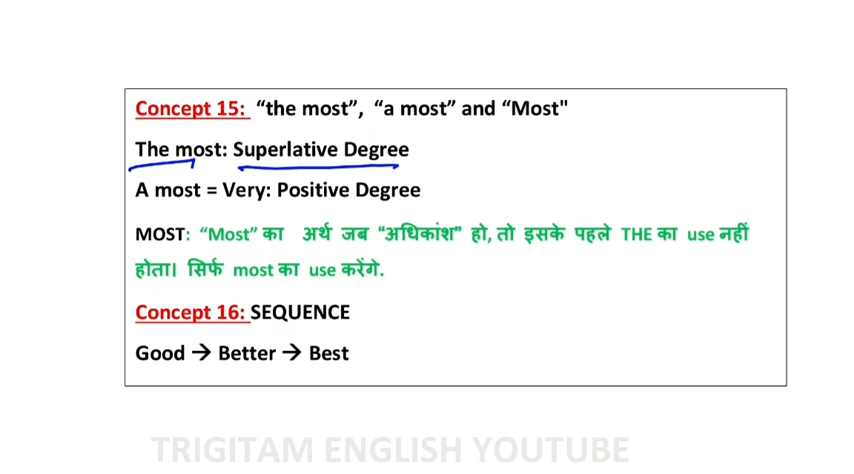 Concept 15:  “the most”, “a most” and “Most"
The most: Superlative Degree
A most = Very: Positive Degree
MOST: “Most” का अर्थ जब “अधिकांश” हो, तो इसके पहले THE का use नहीं
होता। सिर्फ most का use करेंगे.
Concept 16: SEQUENCE
Good → Better → Best
TRIGITAM ENGLISH YOUTUBE